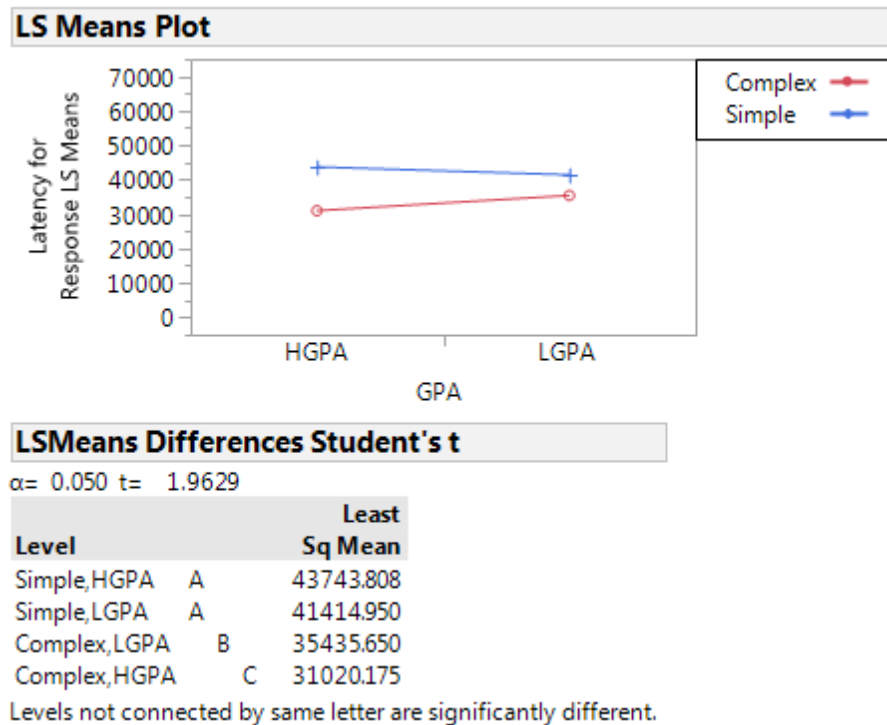 LS Means Plot
Latency for
Response LS Means
70000
60000
50000
40000
30000
20000
10000
0
HGPA LGPA
GPA
Complex
Simple
LSMeans Differences Student's t
α= 0.050 t= 1.9629
Least
Level Sq Mean
Simple,HGPA A 43743.808
Simple,LGPA A 41414.950
Complex,LGPA B 35435.650
Complex,HGPA C 31020.175
Levels not connected by same letter are significantly different.